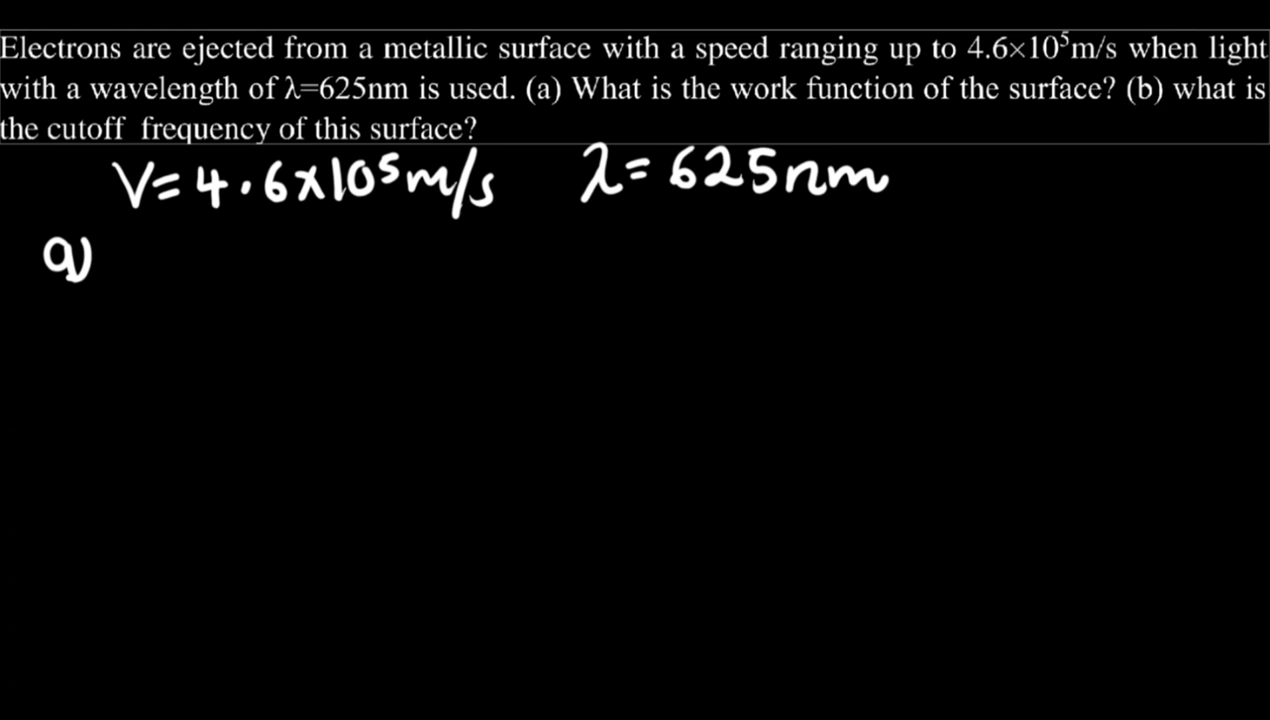 Electrons are ejected from a metallic surface with a speed ranging up to 4.6×10⁵m/s when light
with a wavelength of λ=625nm is used. (a) What is the work function of the surface? (b) what is
the cutoff frequency of this surface?
V=4.6x10⁵m/s λ=625nm
a)